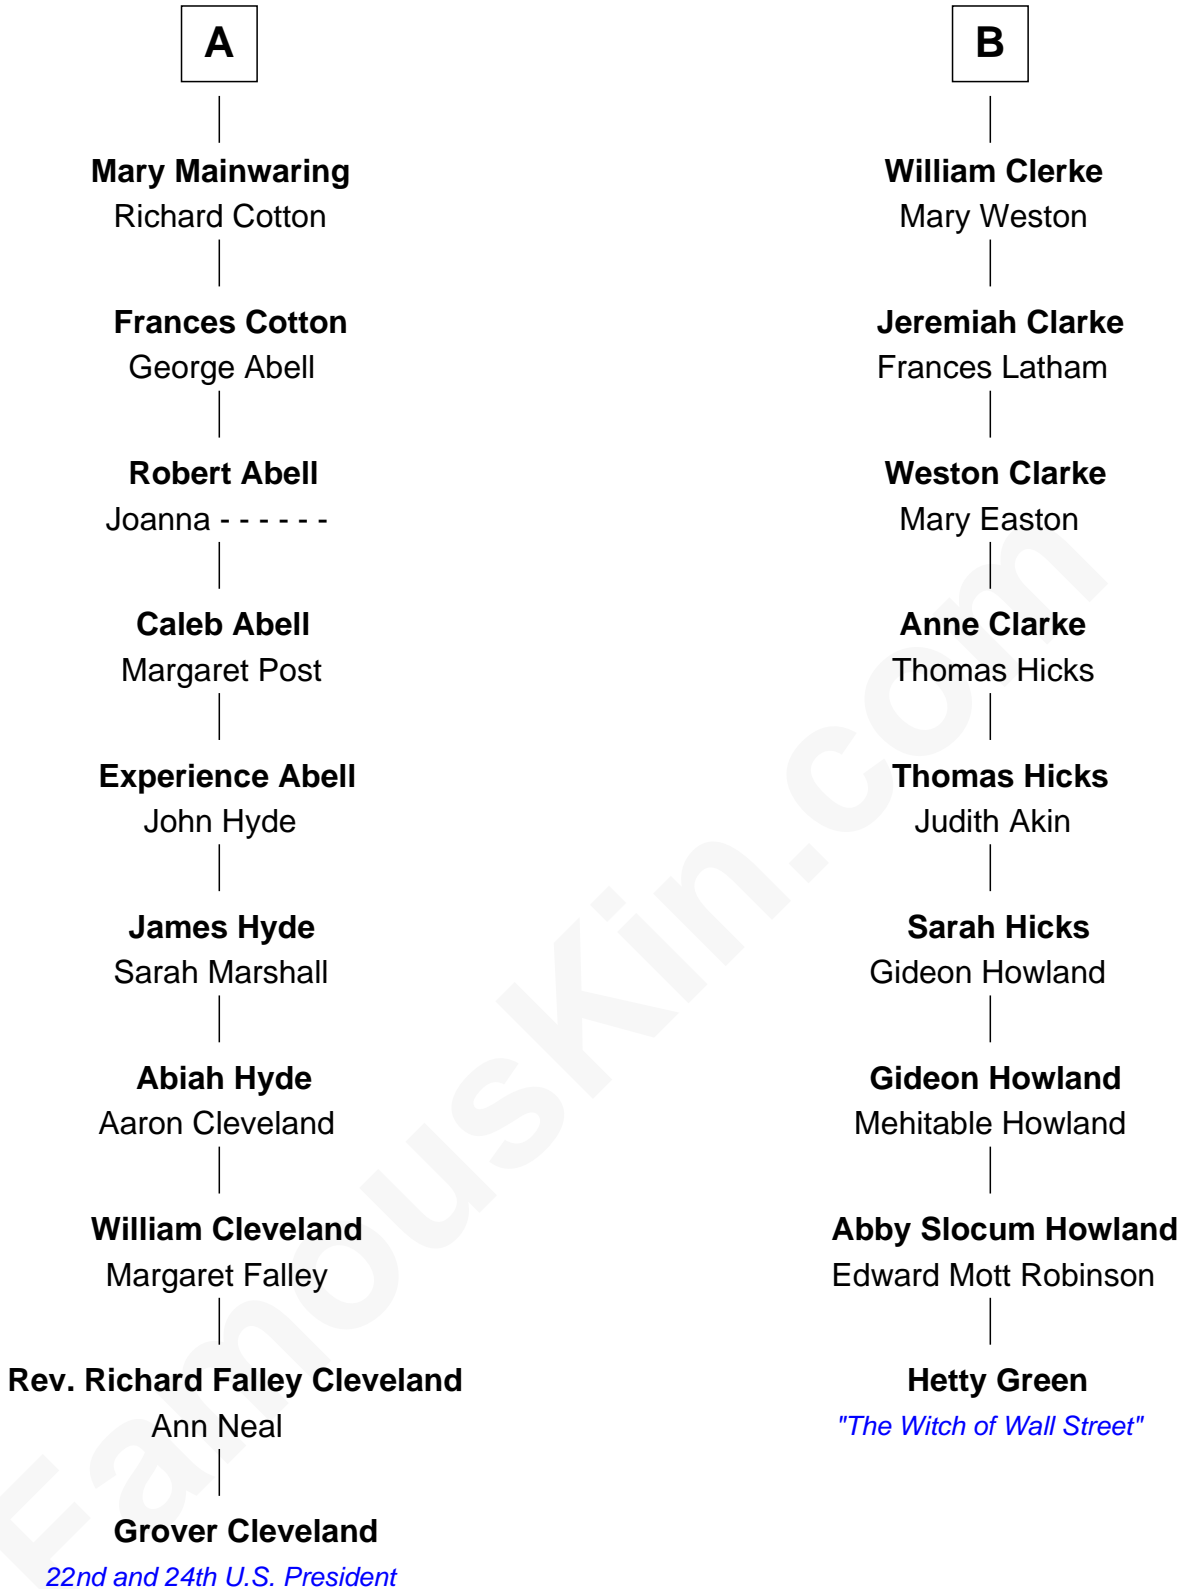 A
Mary Mainwaring
Richard Cotton
Frances Cotton
George Abell
Robert Abell
Joanna - - - - - -
Caleb Abell
Margaret Post
Experience Abell
John Hyde
James Hyde
Sarah Marshall
Abiah Hyde
Aaron Cleveland
William Cleveland
Margaret Falley
Rev. Richard Falley Cleveland
Ann Neal
Grover Cleveland
22nd and 24th U.S. President
B
William Clerke
Mary Weston
Jeremiah Clarke
Frances Latham
Weston Clarke
Mary Easton
Anne Clarke
Thomas Hicks
Thomas Hicks
Judith Akin
Sarah Hicks
Gideon Howland
Gideon Howland
Mehitable Howland
Abby Slocum Howland
Edward Mott Robinson
Hetty Green
"The Witch of Wall Street"
FamousKin.com